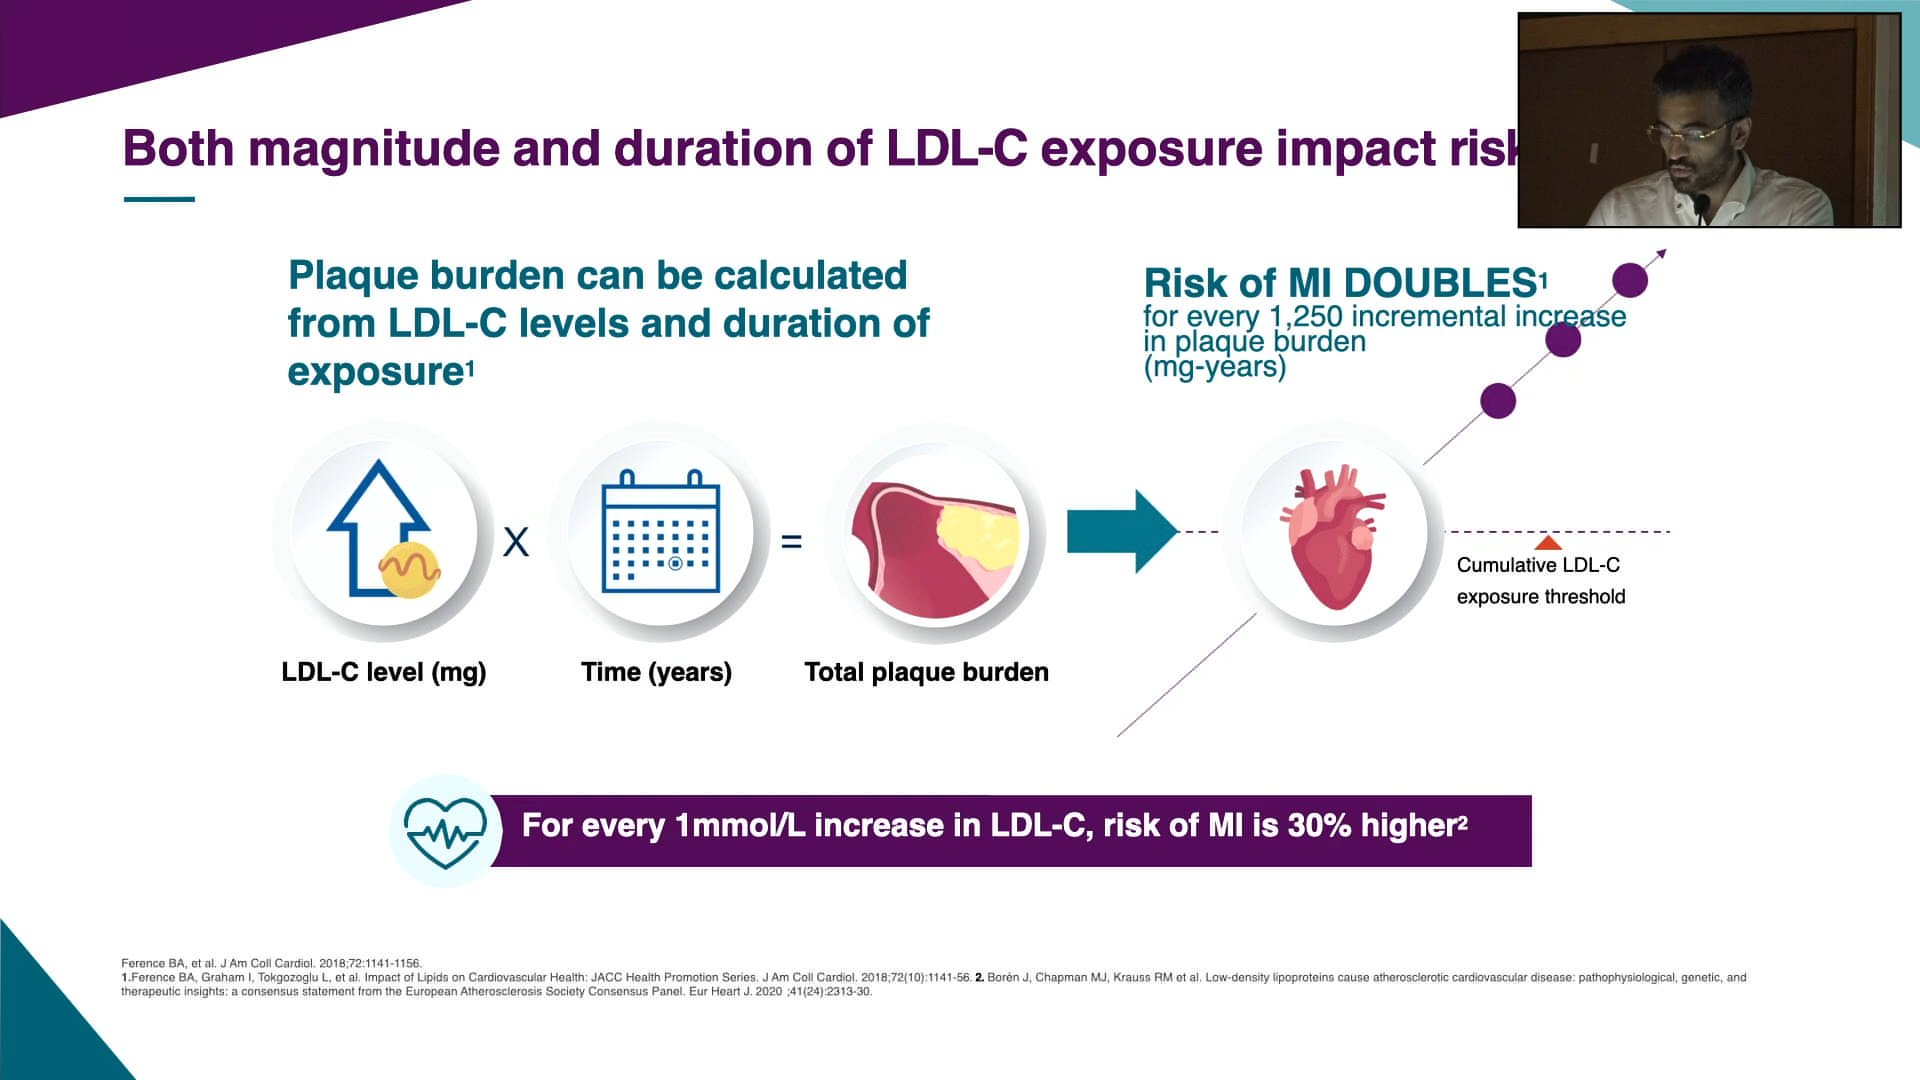 Both magnitude and duration of LDL-C exposure impact risk
Plaque burden can be calculated
from LDL-C levels and duration of
exposure¹
Risk of MI DOUBLES¹
for every 1,250 incremental increase
in plaque burden
(mg-years)
X
=
Cumulative LDL-C
exposure threshold
LDL-C level (mg)
Time (years)
Total plaque burden
For every 1mmol/L increase in LDL-C, risk of MI is 30% higher²
Ference BA, et al. J Am Coll Cardiol. 2018;72:1141-1156.
1.Ference BA, Graham I, Tokgozoglu L, et al. Impact of Lipids on Cardiovascular Health: JACC Health Promotion Series. J Am Coll Cardiol. 2018;72(10):1141-56. 2. Borén J, Chapman MJ, Krauss RM et al. Low-density lipoproteins cause atherosclerotic cardiovascular disease: pathophysiological, genetic, and
therapeutic insights: a consensus statement from the European Atherosclerosis Society Consensus Panel. Eur Heart J. 2020 ;41(24):2313-30.